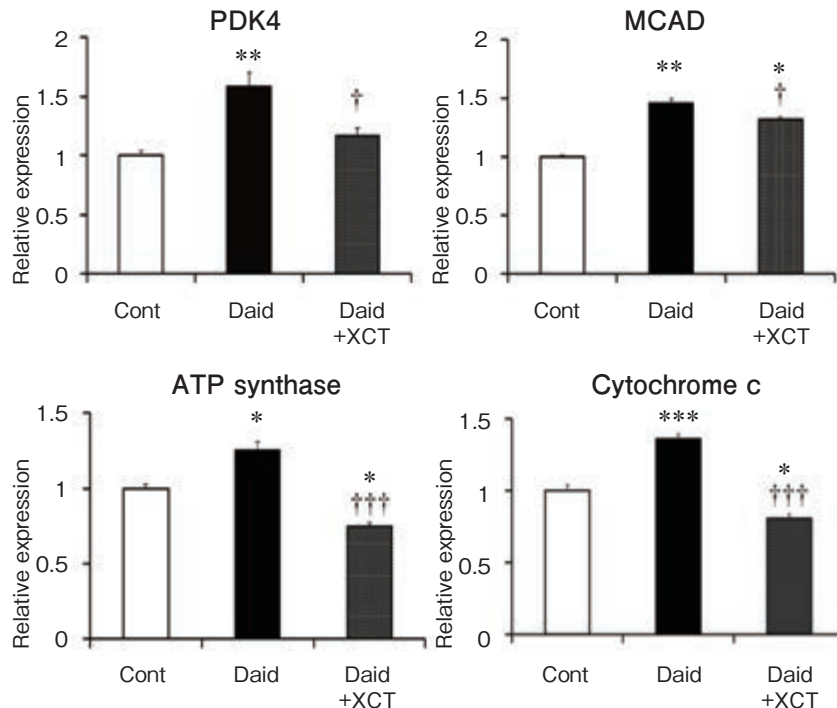 PDK4
Relative expression
2
1.5
1
0.5
0
**
†
Cont
Daid
Daid
+XCT
MCAD
Relative expression
2
1.5
1
0.5
0
**
*
†
Cont
Daid
Daid
+XCT
ATP synthase
Relative expression
1.5
1
0.5
0
*
*
†††
Cont
Daid
Daid
+XCT
Cytochrome c
Relative expression
1.5
1
0.5
0
***
*
†††
Cont
Daid
Daid
+XCT